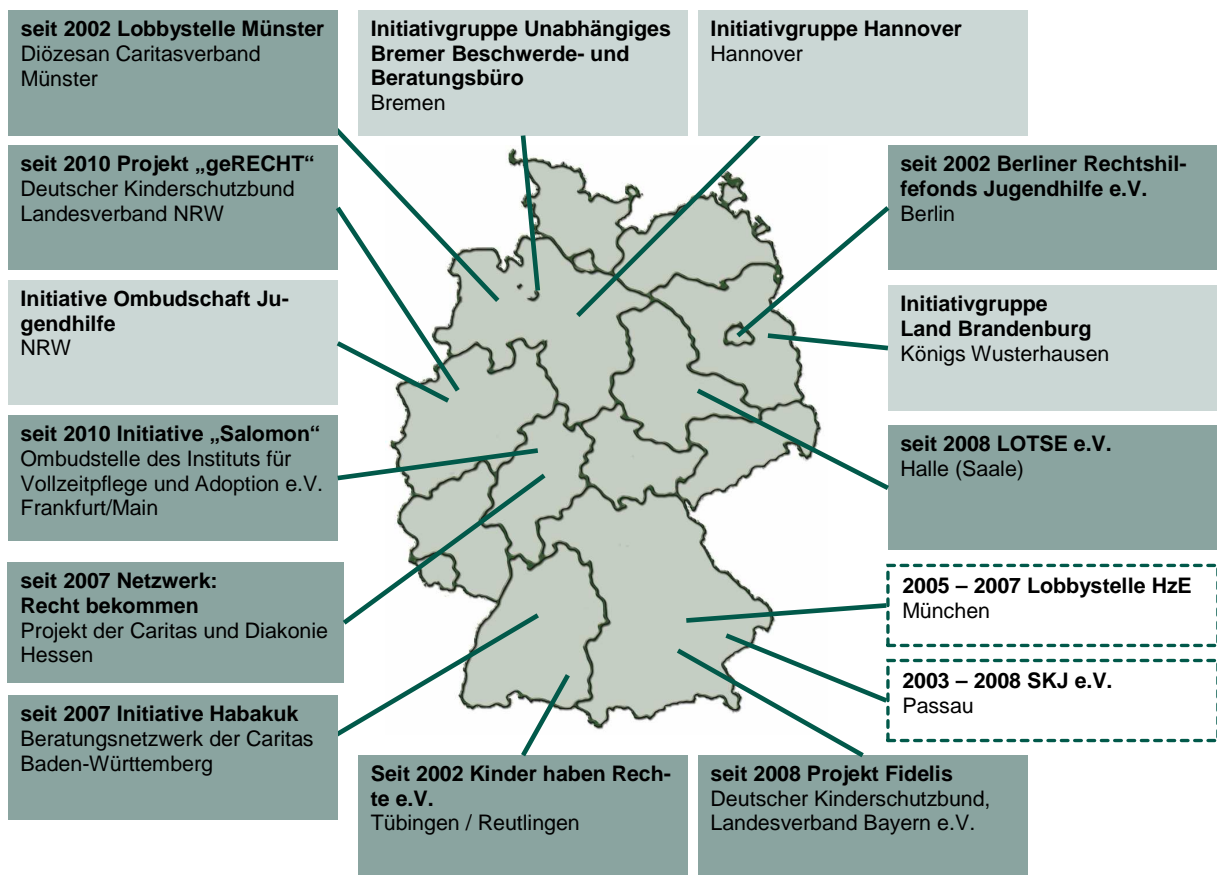 seit 2002 Lobbystelle Münster
Diözesan Caritasverband
Münster
Initiativgruppe Unabhängiges
Bremer Beschwerde- und
Beratungsbüro
Bremen
Initiativgruppe Hannover
Hannover
seit 2010 Projekt „geRECHT“
Deutscher Kinderschutzbund
Landesverband NRW
seit 2002 Berliner Rechtshil-
fefonds Jugendhilfe e.V.
Berlin
Initiative Ombudschaft Ju-
gendhilfe
NRW
Initiativgruppe
Land Brandenburg
Königs Wusterhausen
seit 2010 Initiative „Salomon“
Ombudstelle des Instituts für
Vollzeitpflege und Adoption e.V.
Frankfurt/Main
seit 2008 LOTSE e.V.
Halle (Saale)
seit 2007 Netzwerk:
Recht bekommen
Projekt der Caritas und Diakonie
Hessen
2005 – 2007 Lobbystelle HzE
München
2003 – 2008 SKJ e.V.
Passau
seit 2007 Initiative Habakuk
Beratungsnetzwerk der Caritas
Baden-Württemberg
Seit 2002 Kinder haben Rech-
te e.V.
Tübingen / Reutlingen
seit 2008 Projekt Fidelis
Deutscher Kinderschutzbund,
Landesverband Bayern e.V.